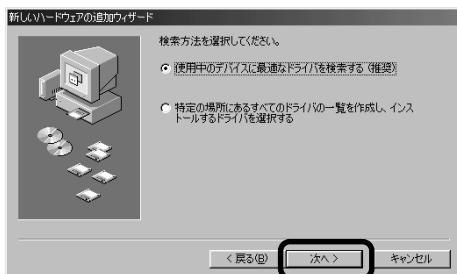 新しいハードウェアの追加ウィザード
検索方法を選択してください。
使用中のデバイスに最適なドライバを検索する（推奨）
特定の場所にあるすべてのドライバの一覧を作成し、インス
トールするドライバを選択する
< 戻る(B)
次へ >
キャンセル